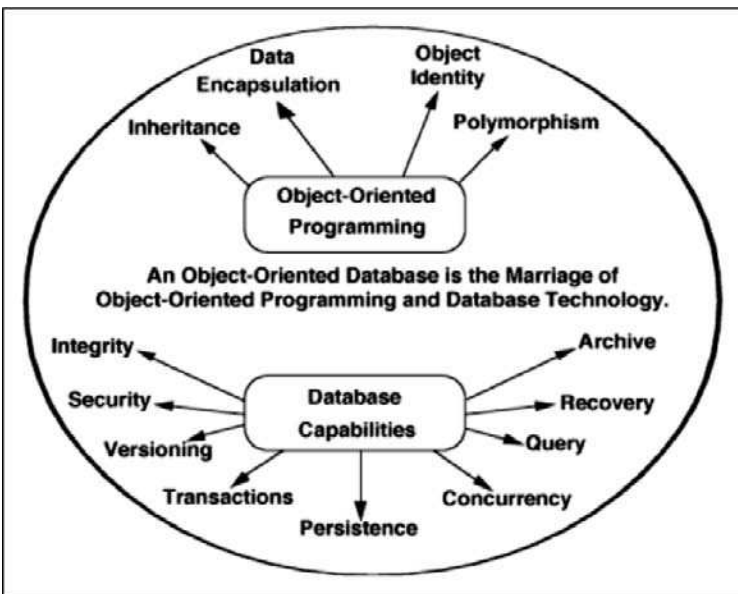 Data
Encapsulation
Object
Identity
Inheritance
Polymorphism
Object-Oriented
Programming
An Object-Oriented Database is the Marriage of
Object-Oriented Programming and Database Technology.
Integrity
Archive
Security
Database
Capabilities
Recovery
Versioning
Query
Transactions
Concurrency
Persistence